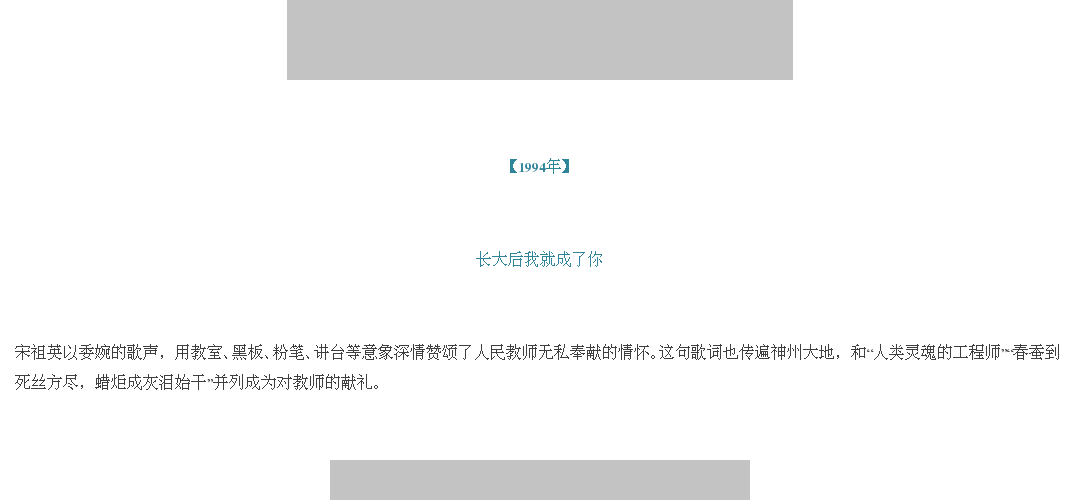 【1994年】
长大后我就成了你
宋祖英以委婉的歌声，用教室、黑板、粉笔、讲台等意象深情赞颂了人民教师无私奉献的情怀。这句歌词也传遍神州大地，和“人类灵魂的工程师”“春蚕到
死丝方尽，蜡炬成灰泪始干”并列成为对教师的献礼。